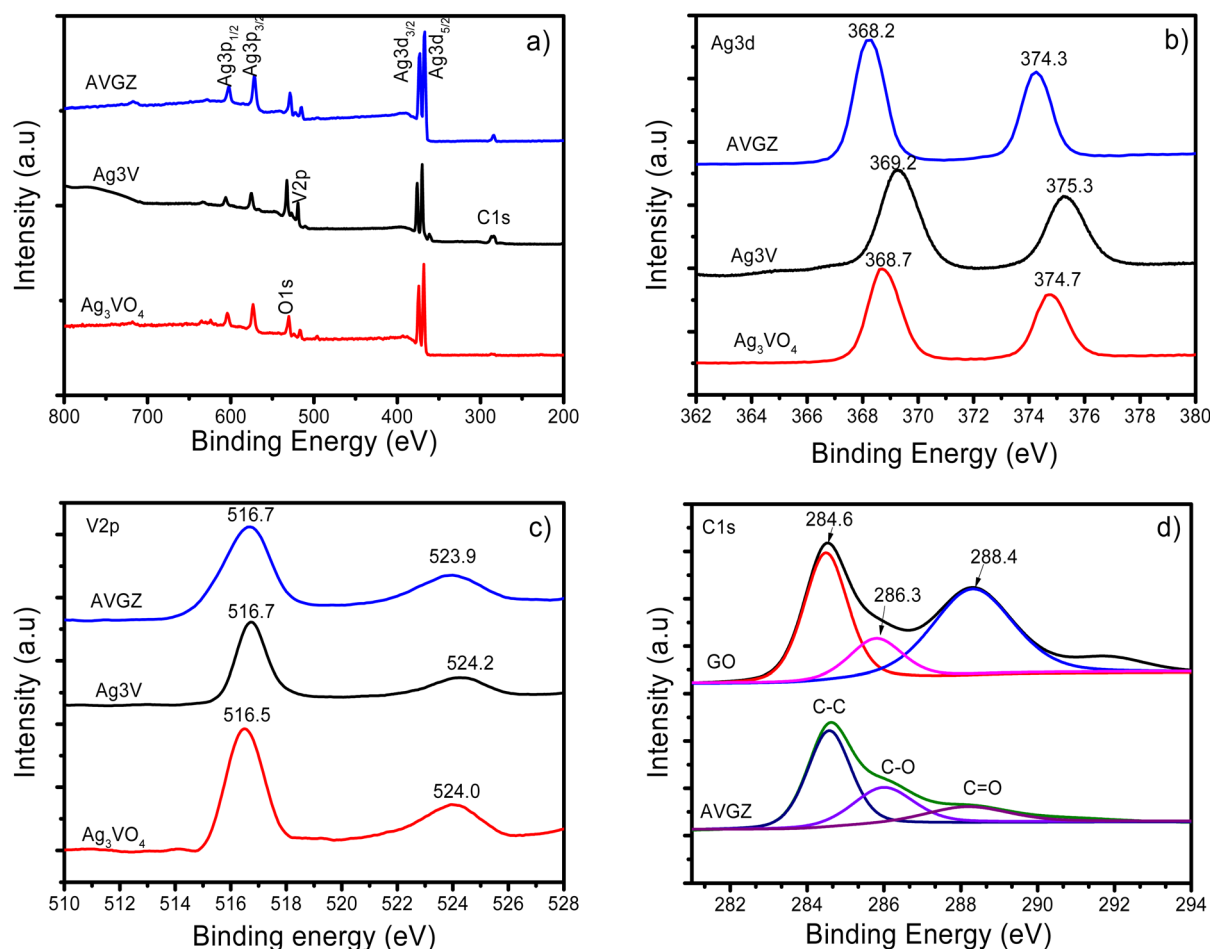 a)
Ag3p1/2
Ag3p3/2
Ag3d3/2
Ag3d5/2
AVGZ
Ag3V
V2p
C1s
Ag3VO4
O1s
Intensity (a.u)
800 700 600 500 400 300 200
Binding Energy (eV)
b)
Ag3d
368.2
374.3
AVGZ
369.2
375.3
Ag3V
368.7
374.7
Ag3VO4
Intensity (a.u)
362 364 366 368 370 372 374 376 378 380
Binding Energy (eV)
c)
V2p
516.7
523.9
AVGZ
516.7
524.2
Ag3V
516.5
524.0
Ag3VO4
Intensity (a.u)
510 512 514 516 518 520 522 524 526 528
Binding energy (eV)
d)
C1s
284.6
288.4
286.3
GO
C-C
C-O
C=O
AVGZ
Intensity (a.u)
282 284 286 288 290 292 294
Binding Energy (eV)